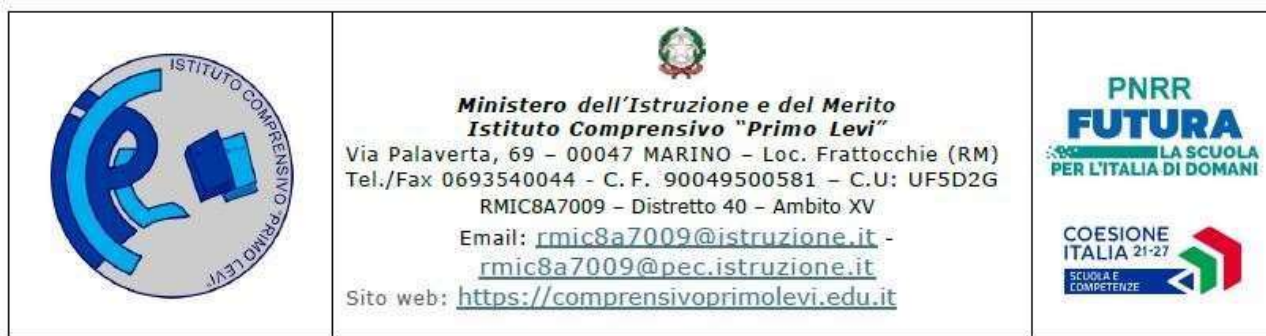 ISTITUTO COMPRENSIVO "PRIMO LEVI"
Ministero dell'Istruzione e del Merito
Istituto Comprensivo "Primo Levi"
Via Palaverta, 69 – 00047 MARINO – Loc. Frattocchie (RM)
Tel./Fax 0693540044 - C. F. 90049500581 – C.U: UF5D2G
RMIC8A7009 – Distretto 40 – Ambito XV
Email: rmic8a7009@istruzione.it -
rmic8a7009@pec.istruzione.it
Sito web: https://comprensivoprimolevi.edu.it
PNRR
FUTURA
LA SCUOLA
PER L'ITALIA DI DOMANI
COESIONE
ITALIA 21-27
SCUOLA E
COMPETENZE